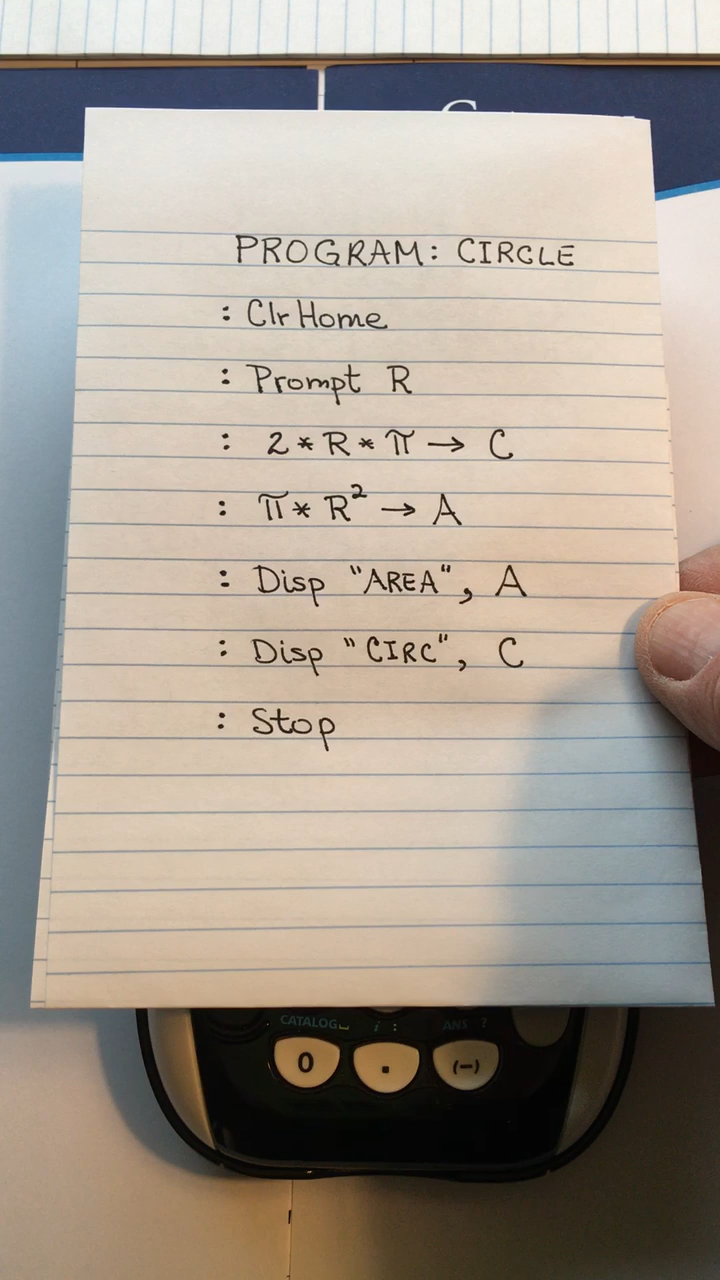 PROGRAM: CIRCLE
: ClrHome
: Prompt R
: 2 * R * π → C
: π * R² → A
: Disp "AREA", A
: Disp "CIRC", C
: Stop
CATALOG i : ANS ?
0 . (-)